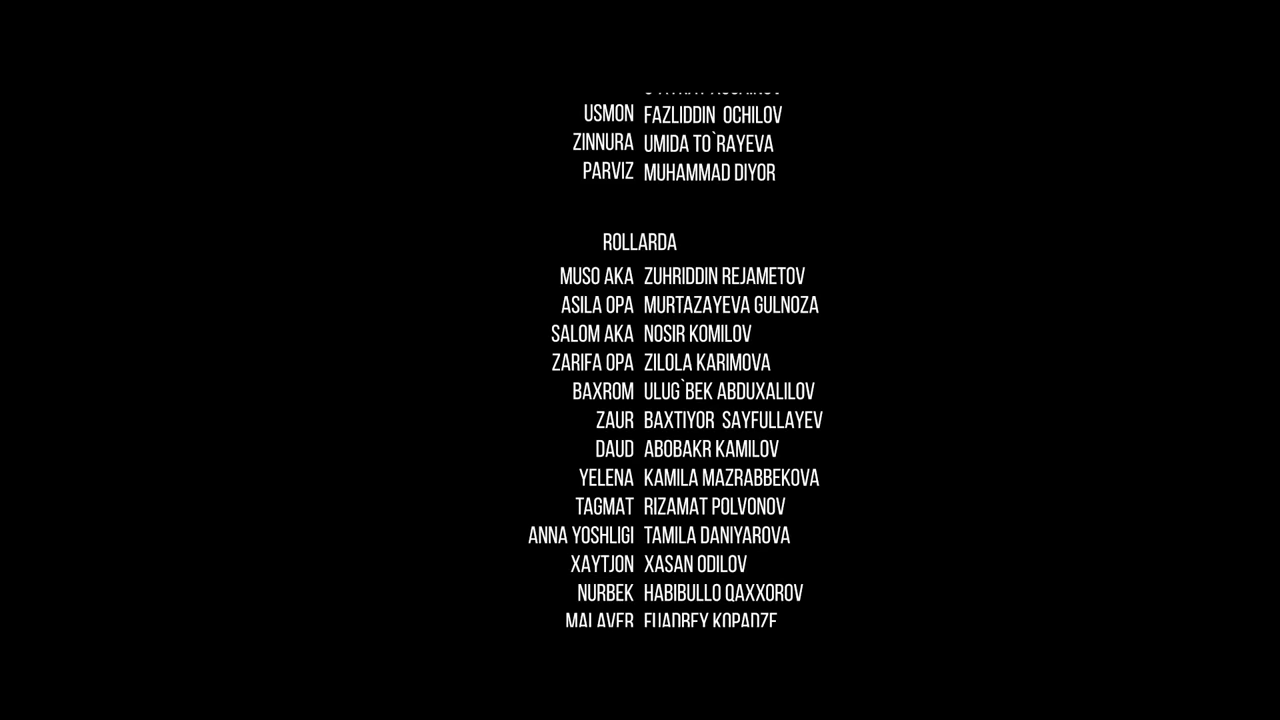 USMON FAZLIDDIN OCHILOV
ZINNURA UMIDA TO`RAYEVA
PARVIZ MUHAMMAD DIYOR
ROLLARDA
MUSO AKA ZUHRIDDIN REJAMETOV
ASILA OPA MURTAZAYEVA GULNOZA
SALOM AKA NOSIR KOMILOV
ZARIFA OPA ZILOLA KARIMOVA
BAXROM ULUG`BEK ABDUXALILOV
ZAUR BAXTIYOR SAYFULLAYEV
DAUD ABOBAKR KAMILOV
YELENA KAMILA MAZRABBEKOVA
TAGMAT RIZAMAT POLVONOV
ANNA YOSHLIGI TAMILA DANIYAROVA
XAYTJON XASAN ODILOV
NURBEK HABIBULLO QAXXOROV